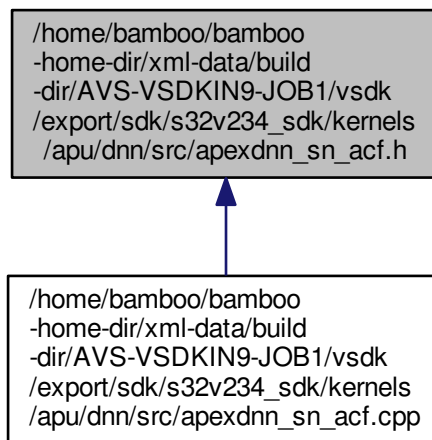 /home/bamboo/bamboo
-home-dir/xml-data/build
-dir/AVS-VSDKIN9-JOB1/vsdk
/export/sdk/s32v234_sdk/kernels
/apu/dnn/src/apexdnn_sn_acf.h
/home/bamboo/bamboo
-home-dir/xml-data/build
-dir/AVS-VSDKIN9-JOB1/vsdk
/export/sdk/s32v234_sdk/kernels
/apu/dnn/src/apexdnn_sn_acf.cpp